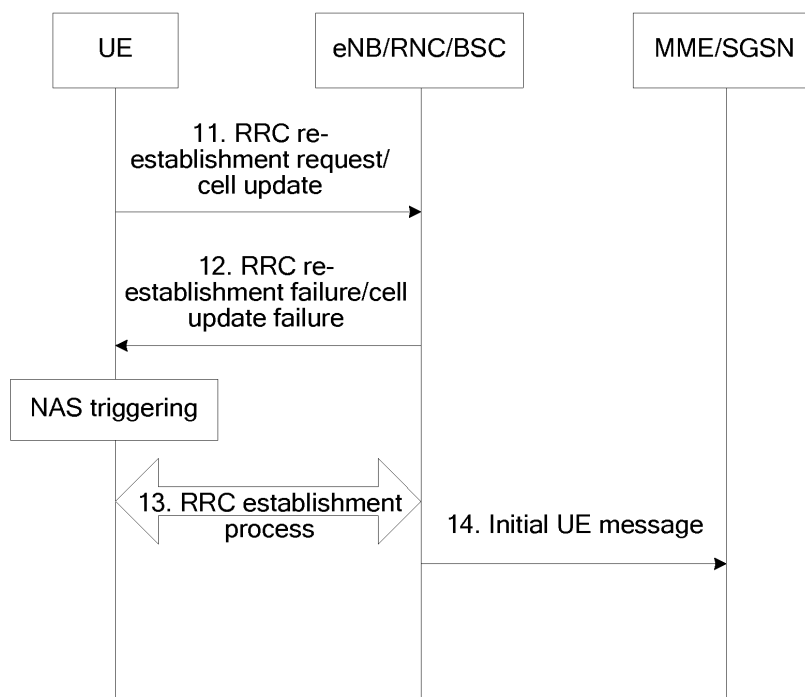 UE
eNB/RNC/BSC
MME/SGSN
11. RRC re-
establishment request/
cell update
12. RRC re-
establishment failure/cell
update failure
NAS triggering
13. RRC establishment
process
14. Initial UE message